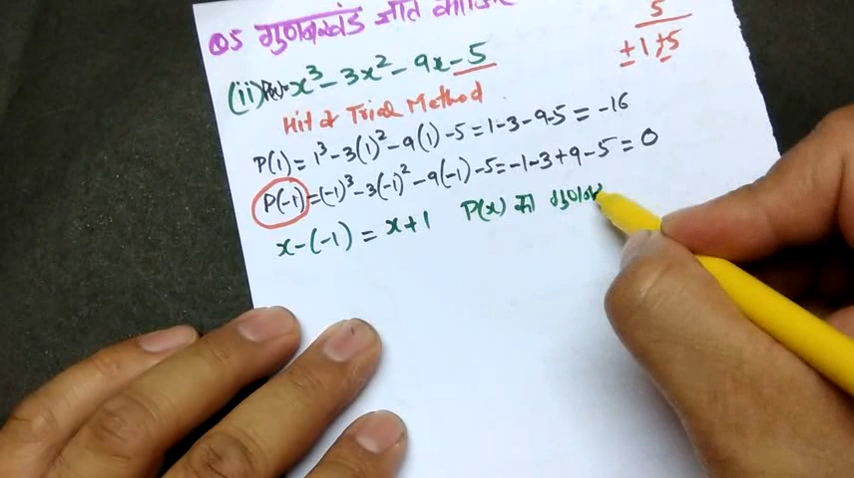 Q5 गुणनखंड ज्ञात कीजिए
5
±1, ±5
(ii) P(x)= x³ - 3x² - 9x - 5
Hit & Trial Method
P(1) = 1³ - 3(1)² - 9(1) - 5 = 1 - 3 - 9 - 5 = -16
P(-1) = (-1)³ - 3(-1)² - 9(-1) - 5 = -1 - 3 + 9 - 5 = 0
x - (-1) = x + 1 P(x) का